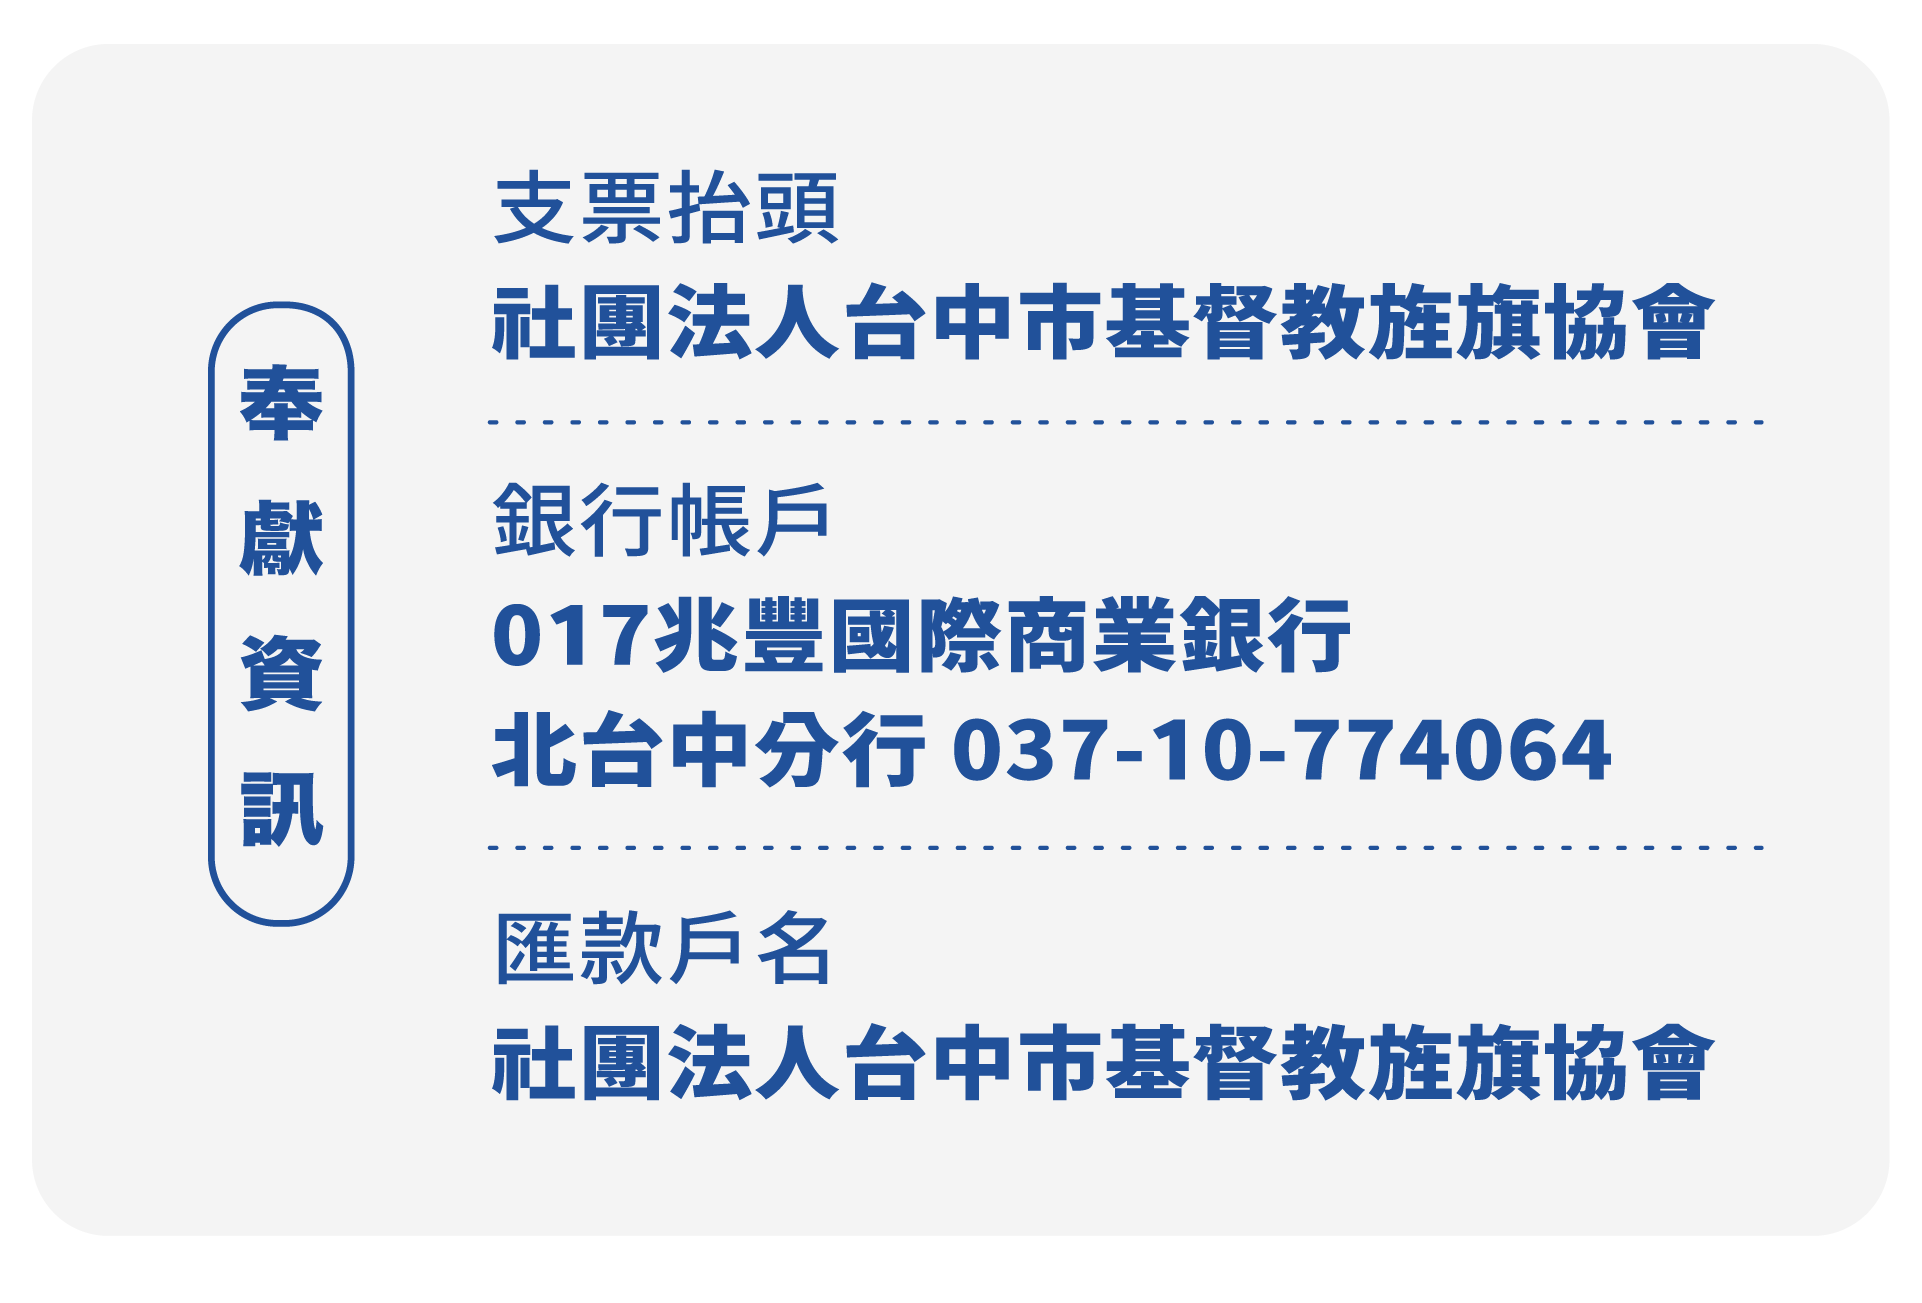 奉獻資訊
支票抬頭
社團法人台中市基督教旌旗協會
銀行帳戶
017兆豐國際商業銀行
北台中分行 037-10-774064
匯款戶名
社團法人台中市基督教旌旗協會